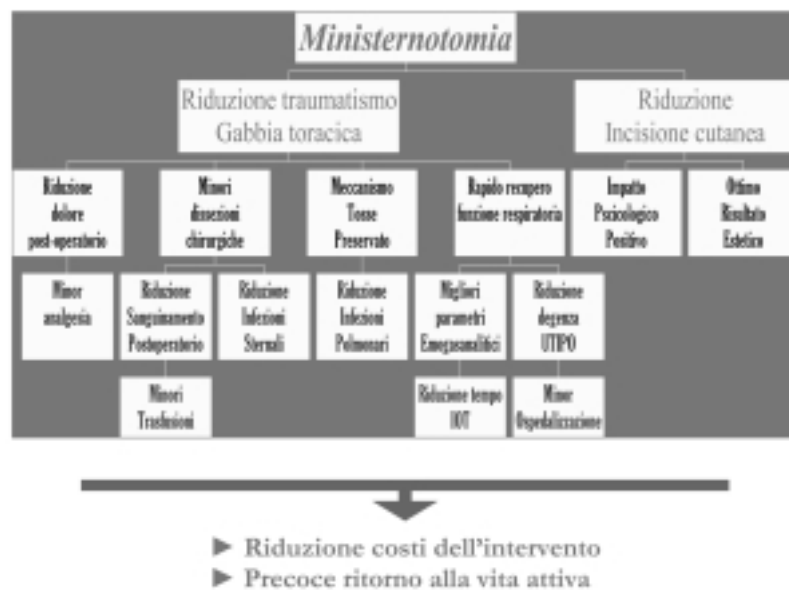 Ministernotomia
Riduzione traumatismo
Gabbia toracica
Riduzione
Incisione cutanea
Riduzione
dolore
post-operatorio
Minori
dissezioni
chirurgiche
Meccanismo
Tosse
Preservato
Rapido recupero
funzione respiratoria
Impatto
Psicologico
Positivo
Ottimo
Risultato
Estetico
Minor
analgesia
Riduzione
Sanguinamento
Postoperatorio
Riduzione
Infezioni
Sternali
Riduzione
Infezioni
Polmonari
Migliori
parametri
Emogasanalitici
Riduzione
degenza
UTIPO
Minori
Trasfusioni
Riduzione tempo
IOT
Minor
Ospedalizzazione
► Riduzione costi dell'intervento
► Precoce ritorno alla vita attiva